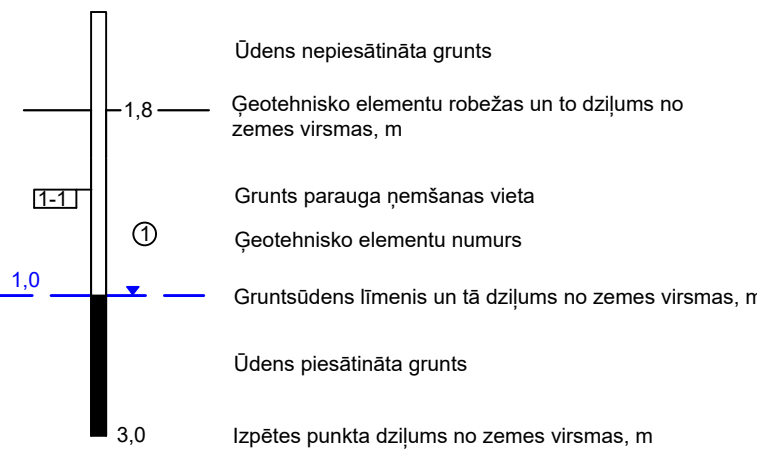 Ūdens nepiesātināta grunts
1,8
Ģeotehnisko elementu robežas un to dziļums no
zemes virsmas, m
1-1
Grunts parauga ņemšanas vieta
1
Ģeotehnisko elementu numurs
1,0
Gruntsūdens līmenis un tā dziļums no zemes virsmas, m
Ūdens piesātināta grunts
3,0
Izpētes punkta dziļums no zemes virsmas, m